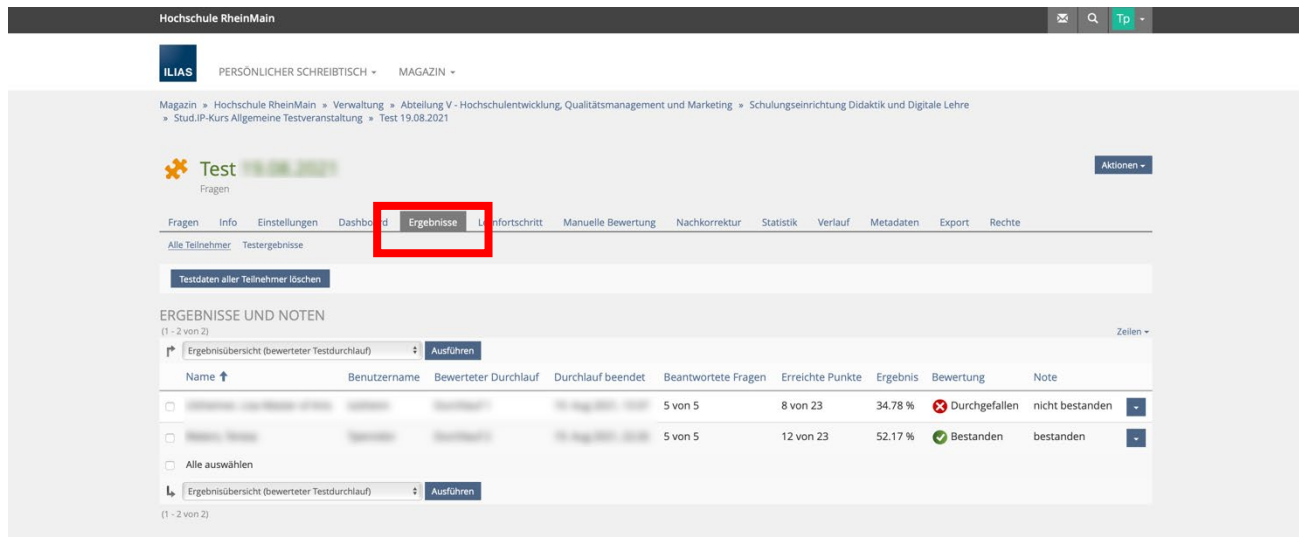 Hochschule RheinMain
Tp
ILIAS PERSÖNLICHER SCHREIBTISCH MAGAZIN
Magazin » Hochschule RheinMain » Verwaltung » Abteilung V - Hochschulentwicklung, Qualitätsmanagement und Marketing » Schulungseinrichtung Didaktik und Digitale Lehre
» Stud.IP-Kurs Allgemeine Testveranstaltung » Test 19.08.2021
Test
Aktionen
Fragen
Fragen Info Einstellungen Dashboard Ergebnisse Lernfortschritt Manuelle Bewertung Nachkorrektur Statistik Verlauf Metadaten Export Rechte
Alle Teilnehmer Testergebnisse
Testdaten aller Teilnehmer löschen
ERGEBNISSE UND NOTEN
(1 - 2 von 2) Zeilen
Ergebnisübersicht (bewerteter Testdurchlauf) Ausführen
Name Benutzername Bewerteter Durchlauf Durchlauf beendet Beantwortete Fragen Erreichte Punkte Ergebnis Bewertung Note
5 von 5 8 von 23 34.78 % Durchgefallen nicht bestanden
5 von 5 12 von 23 52.17 % Bestanden bestanden
Alle auswählen
Ergebnisübersicht (bewerteter Testdurchlauf) Ausführen
(1 - 2 von 2)